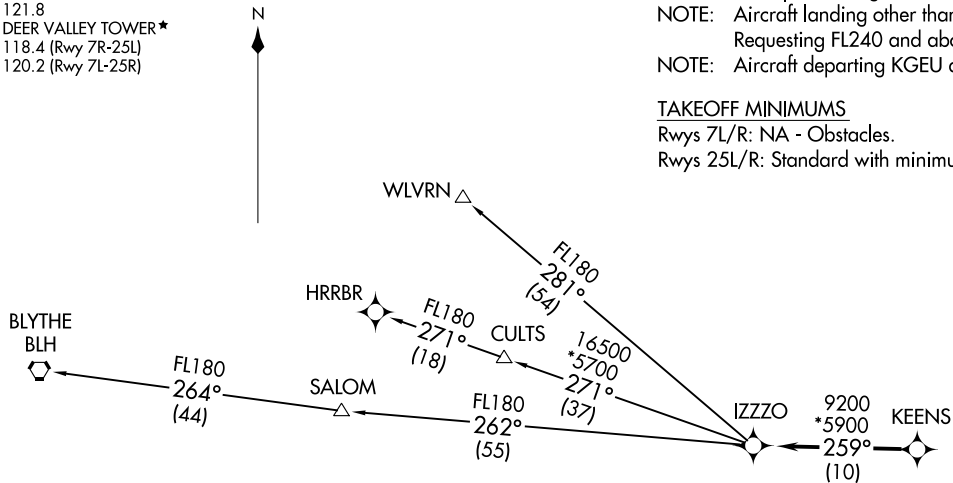 121.8
DEER VALLEY TOWER★
118.4 (Rwy 7R-25L)
120.2 (Rwy 7L-25R)
N
NOTE: Aircraft landing other than
Requesting FL240 and abo
NOTE: Aircraft departing KGEU
TAKEOFF MINIMUMS
Rwys 7L/R: NA - Obstacles.
Rwys 25L/R: Standard with minimu
WLVRN
FL180
281°
(54)
HRRBR
FL180
271°
(18)
CULTS
16500
*5700
271°
(37)
BLYTHE
BLH
FL180
264°
(44)
SALOM
FL180
262°
(55)
IZZZO
9200
*5900
259°
(10)
KEENS